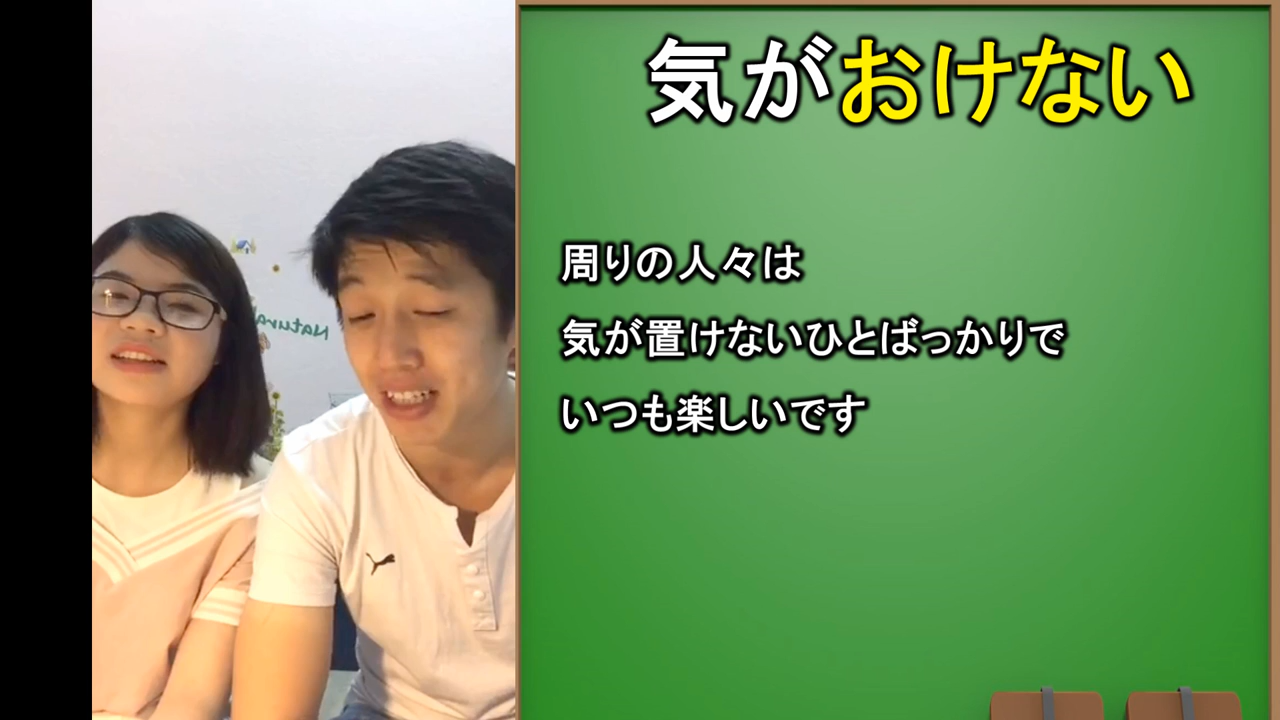 気がおけない
周りの人々は
気が置けないひとばっかりで
いつも楽しいです
Natural